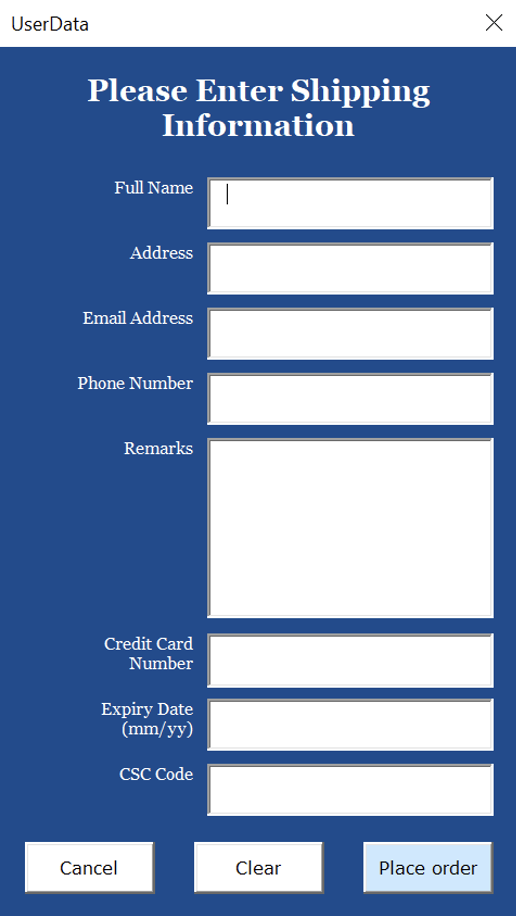 UserData
Please Enter Shipping
Information
Full Name
Address
Email Address
Phone Number
Remarks
Credit Card
Number
Expiry Date
(mm/yy)
CSC Code
Cancel
Clear
Place order